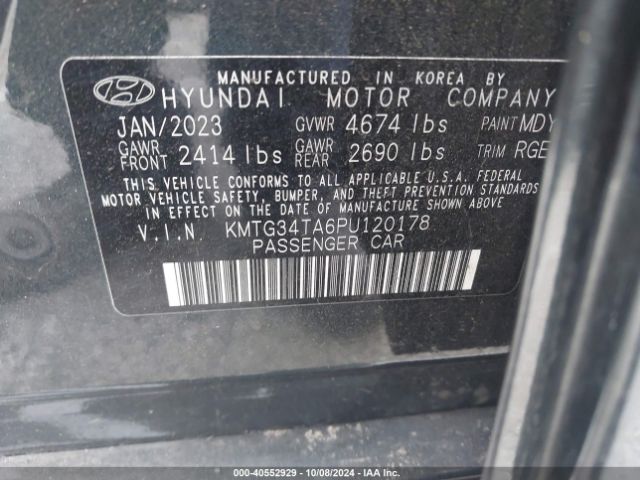 MANUFACTURED IN KOREA BY
HYUNDAI MOTOR COMPANY
JAN/2023 GVWR 4674 lbs PAINT MDY
GAWR FRONT 2414 lbs GAWR REAR 2690 lbs TRIM RGE
THIS VEHICLE CONFORMS TO ALL APPLICABLE U.S.A. FEDERAL
MOTOR VEHICLE SAFETY, BUMPER, AND THEFT PREVENTION STANDARDS
IN EFFECT ON THE DATE OF MANUFACTURE SHOWN ABOVE
V.I.N KMTG34TA6PU120178
PASSENGER CAR
000-40552929 - 10/08/2024 - IAA Inc.